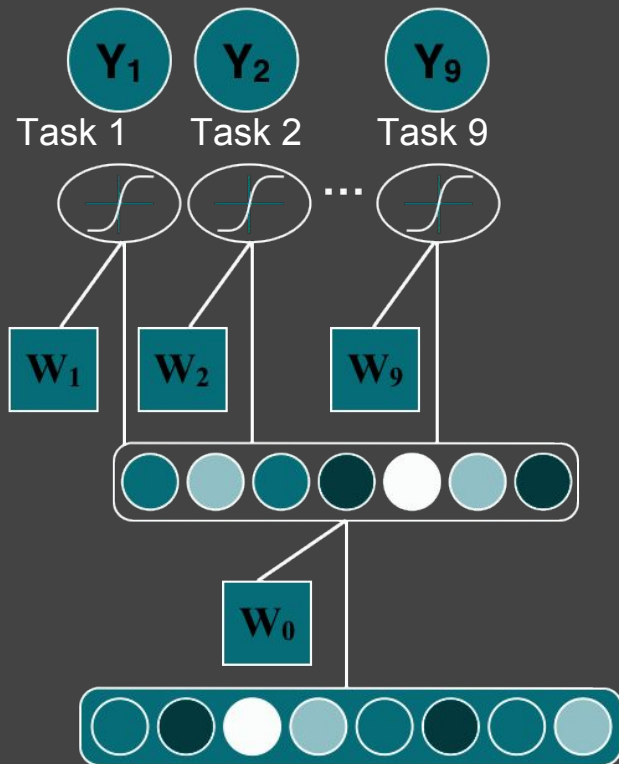 Y₁ Y₂ Y₉
Task 1 Task 2 Task 9
...
W₁ W₂ W₉
W₀